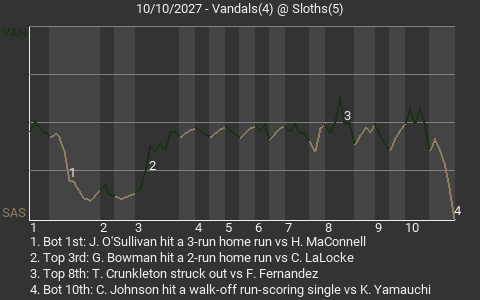 10/10/2027 - Vandals(4) @ Sloths(5)
VAN
3
1
2
SAS
4
1 2 3 4 5 6 7 8 9 10
1. Bot 1st: J. O'Sullivan hit a 3-run home run vs H. MaConnell
2. Top 3rd: G. Bowman hit a 2-run home run vs C. LaLocke
3. Top 8th: T. Crunkleton struck out vs F. Fernandez
4. Bot 10th: C. Johnson hit a walk-off run-scoring single vs K. Yamauchi